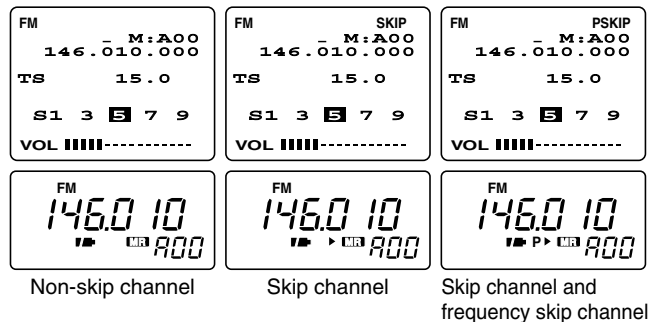 FM
_ M:A00
146.010.000
TS 15.0
S1 3 5 7 9
VOL
FM SKIP
_ M:A00
146.010.000
TS 15.0
S1 3 5 7 9
VOL
FM PSKIP
_ M:A00
146.010.000
TS 15.0
S1 3 5 7 9
VOL
FM
146.010
MR A00
FM
146.010
MR A00
FM
146.010
P MR A00
Non-skip channel
Skip channel
Skip channel and
frequency skip channel